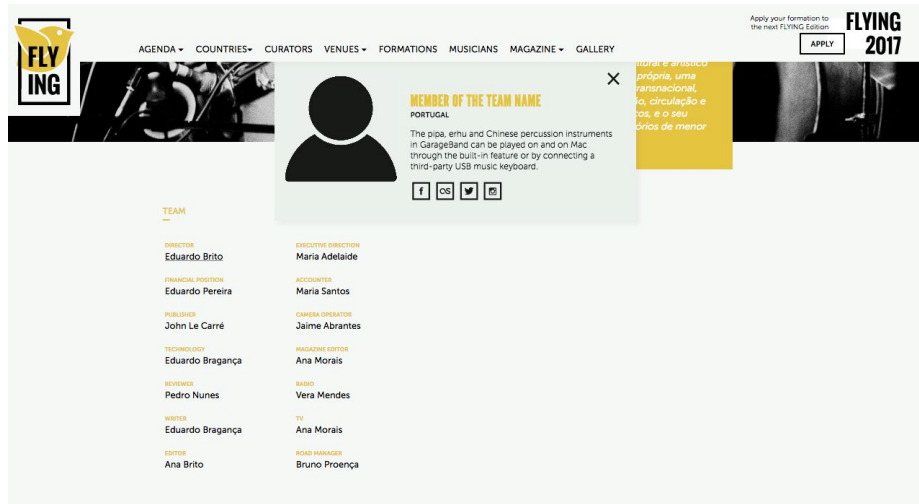 Apply your formation to
the next FLYING Edition
APPLY
FLYING
2017
FLY
ING
AGENDA COUNTRIES CURATORS VENUES FORMATIONS MUSICIANS MAGAZINE GALLERY
e artístico
própria, uma
ransnacional,
io, circulação e
os, e o seu
órios de menor
MEMBER OF THE TEAM NAME
PORTUGAL
The pipa, erhu and Chinese percussion instruments
in GarageBand can be played on and on Mac
through the built-in feature or by connecting a
third-party USB music keyboard.
TEAM
DIRECTOR
Eduardo Brito
EXECUTIVE DIRECTION
Maria Adelaide
FINANCIAL POSITION
Eduardo Pereira
ACCOUNTER
Maria Santos
PUBLISHER
John Le Carré
CAMERA OPERATOR
Jaime Abrantes
TECHNOLOGY
Eduardo Bragança
MAGAZINE EDITOR
Ana Morais
REVIEWER
Pedro Nunes
RADIO
Vera Mendes
WRITER
Eduardo Bragança
TV
Ana Morais
EDITOR
Ana Brito
ROAD MANAGER
Bruno Proença